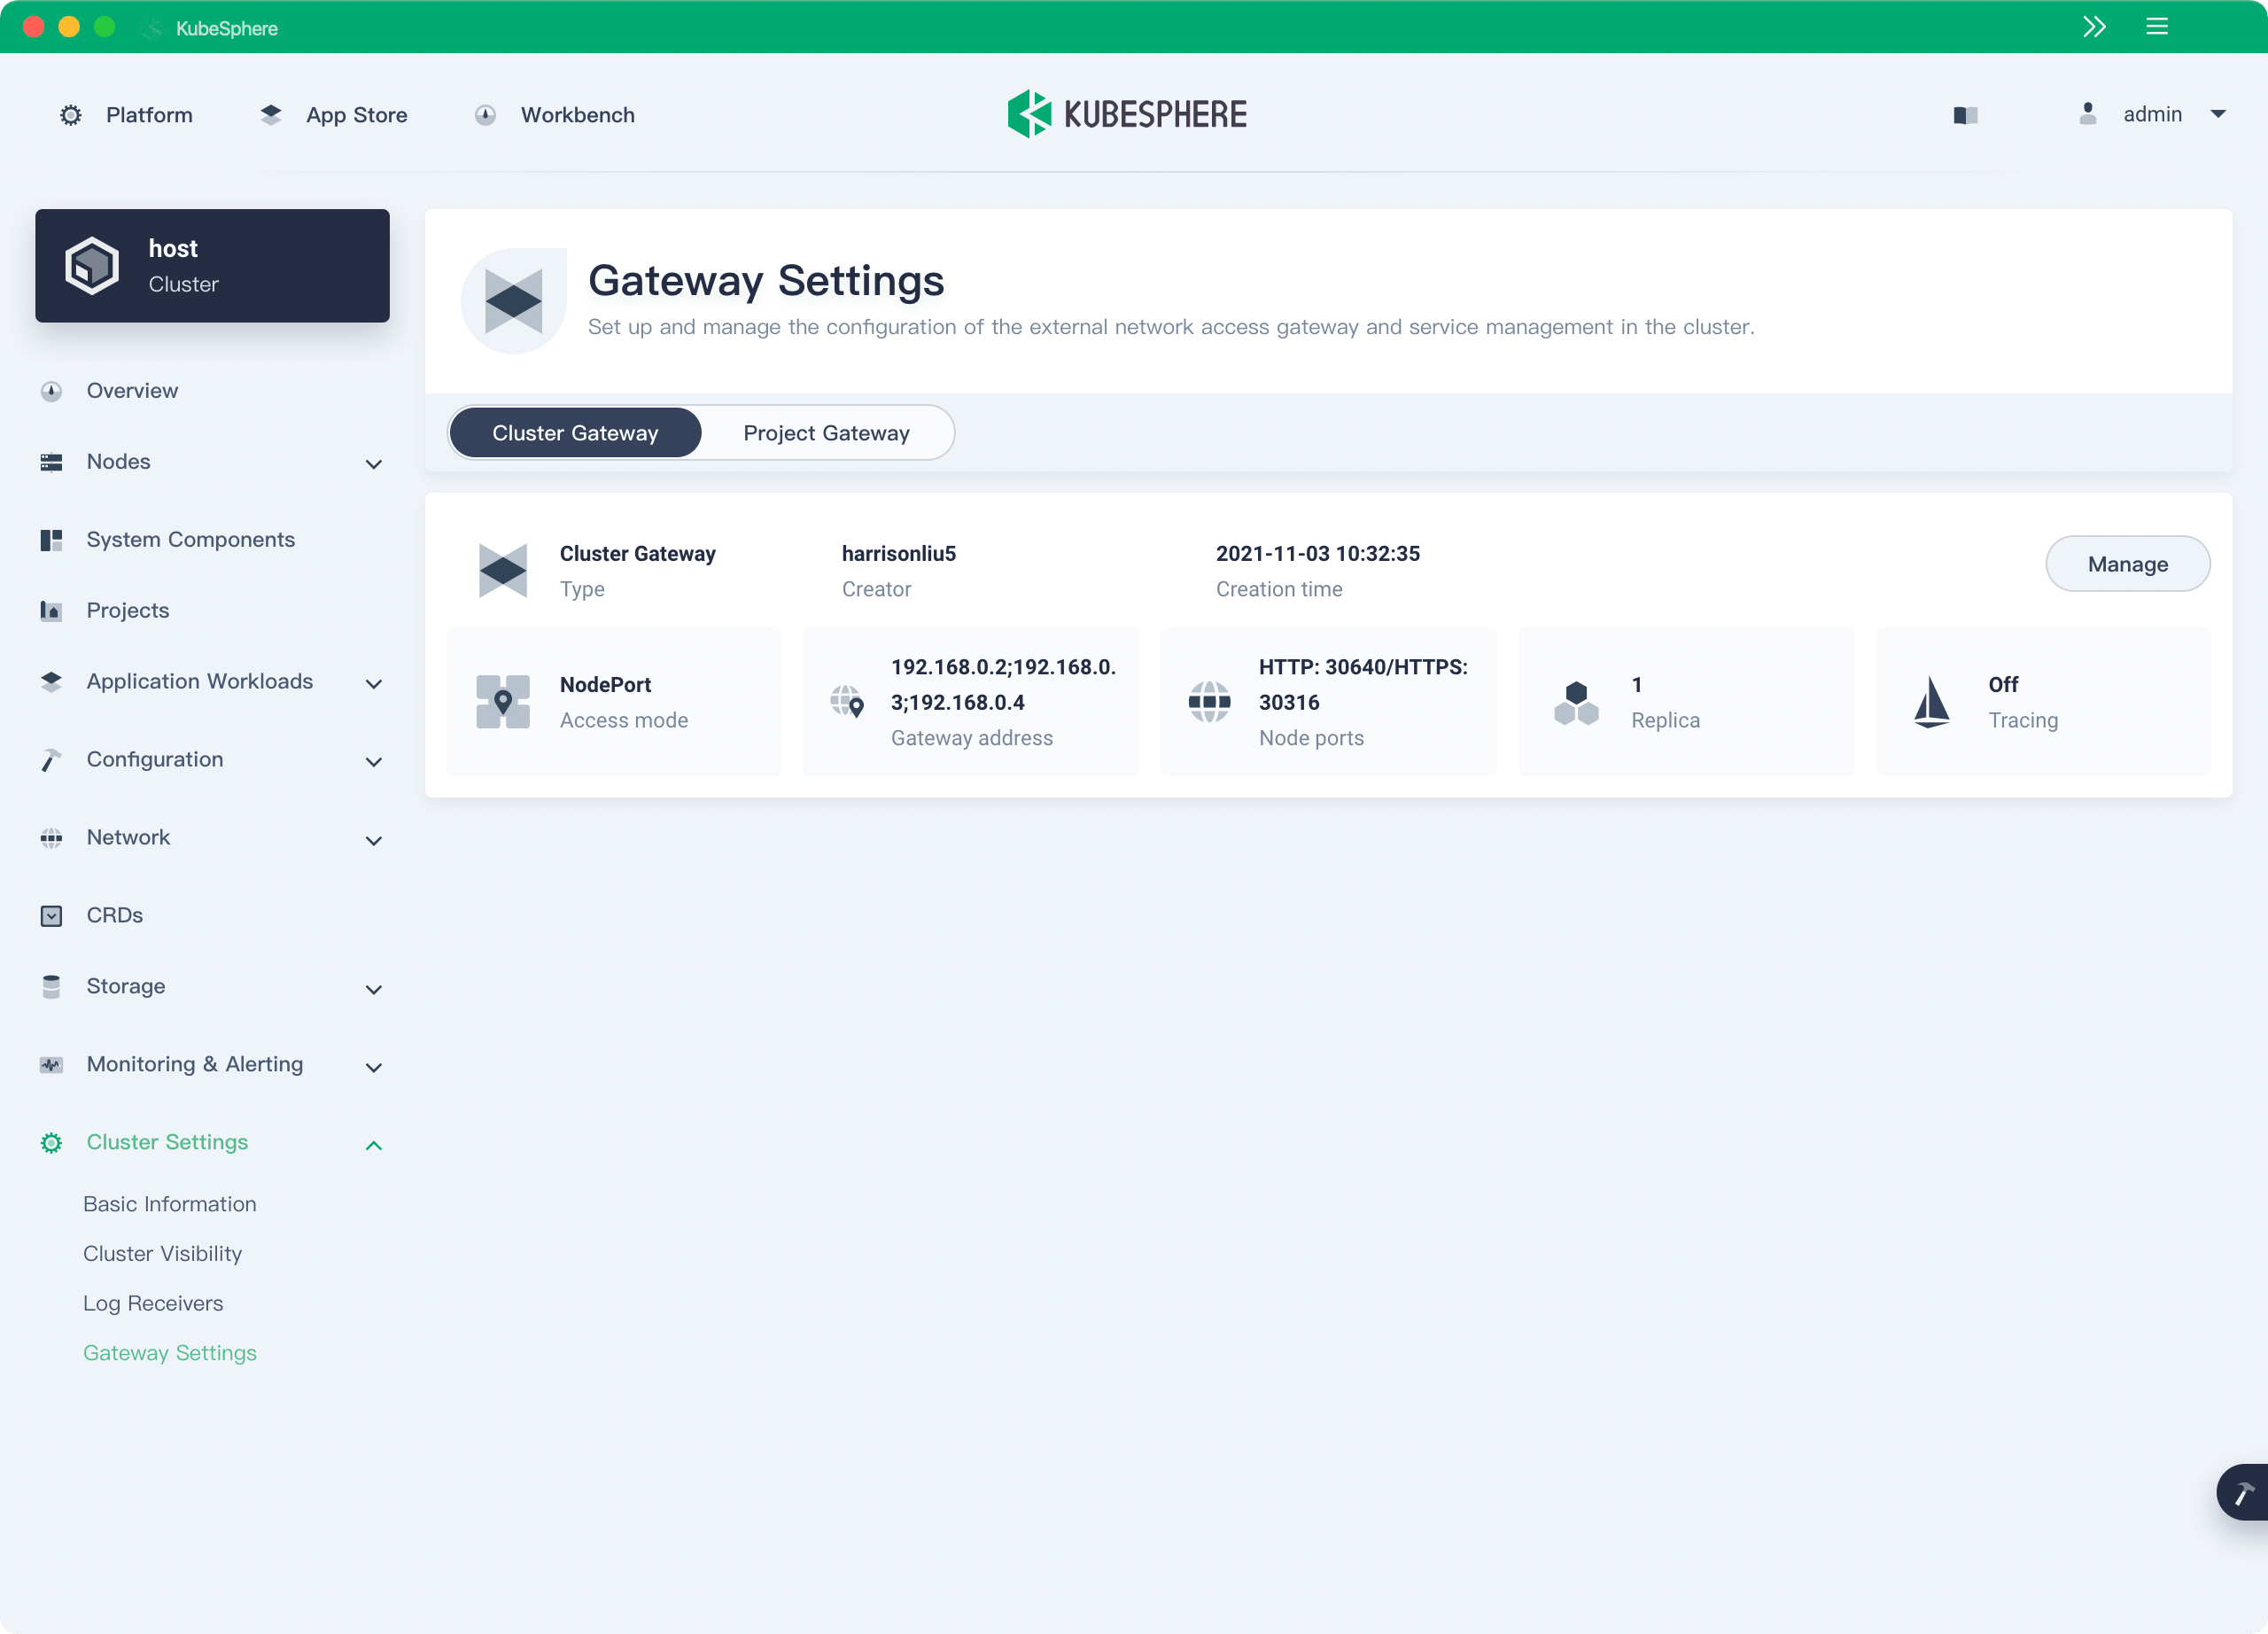 KubeSphere
Platform
App Store
Workbench
KUBESPHERE
admin
host
Cluster
Overview
Nodes
System Components
Projects
Application Workloads
Configuration
Network
CRDs
Storage
Monitoring & Alerting
Cluster Settings
Basic Information
Cluster Visibility
Log Receivers
Gateway Settings
Gateway Settings
Set up and manage the configuration of the external network access gateway and service management in the cluster.
Cluster Gateway
Project Gateway
Cluster Gateway
Type
harrisonliu5
Creator
2021-11-03 10:32:35
Creation time
Manage
NodePort
Access mode
192.168.0.2;192.168.0.
3;192.168.0.4
Gateway address
HTTP: 30640/HTTPS:
30316
Node ports
1
Replica
Off
Tracing